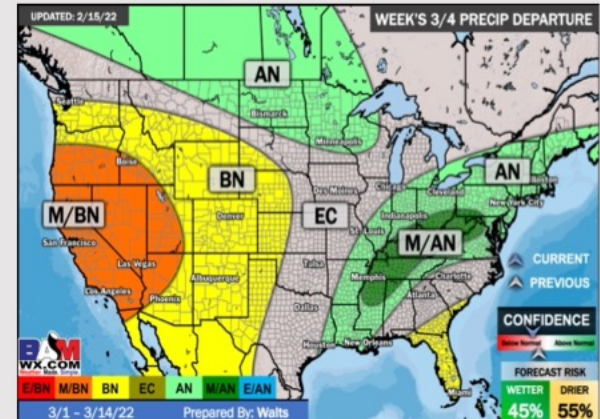 UPDATED: 2/15/22
WEEK'S 3/4 PRECIP DEPARTURE
AN
Seattle
Bismarck
Minneapolis
Boise
BN
Des Moines
Chicago
Cleveland
AN
Boston
New York City
M/BN
Denver
EC
Indianapolis
St. Louis
San Francisco
M/AN
Las Vegas
CURRENT
Tulsa
Memphis
Charlotte
PREVIOUS
Los Angeles
Albuquerque
Phoenix
Dallas
Atlanta
CONFIDENCE
Houston
New Orleans
Below Normal
Above Normal
BAM
WX.COM
Weather Made Simple.
FORECAST RISK
E/BN M/BN BN EC AN M/AN E/AN
Miami
WETTER DRIER
3/1 – 3/14/22
Prepared By: Walts
45% 55%